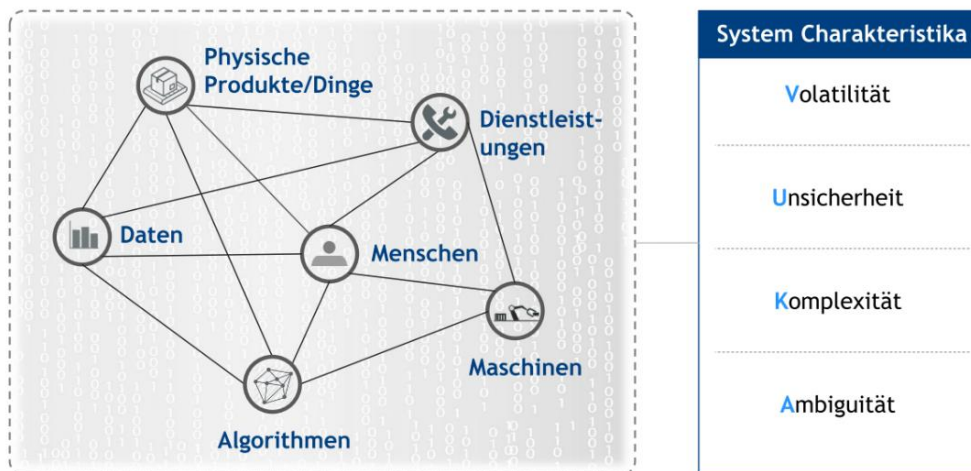 Physische
Produkte/Dinge
Dienstleist-
ungen
Daten
Menschen
Maschinen
Algorithmen
System Charakteristika
Volatilität
Unsicherheit
Komplexität
Ambiguität